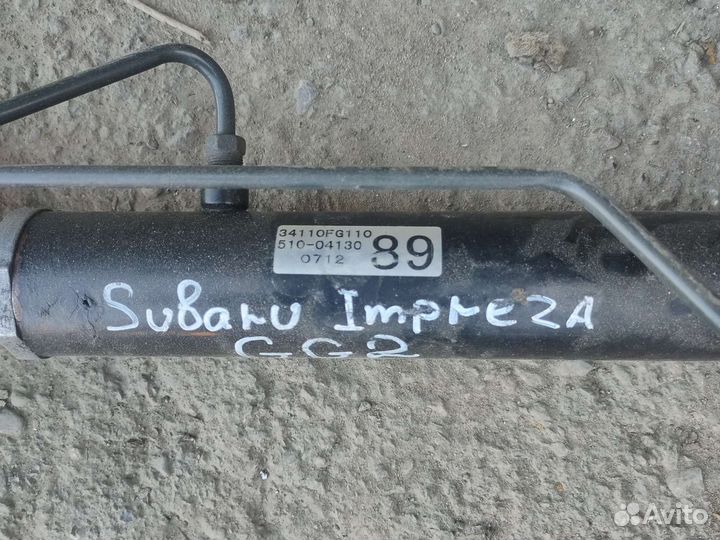 34110FG110
510-04130 89
0712
Subaru Impreza
GG2
Avito